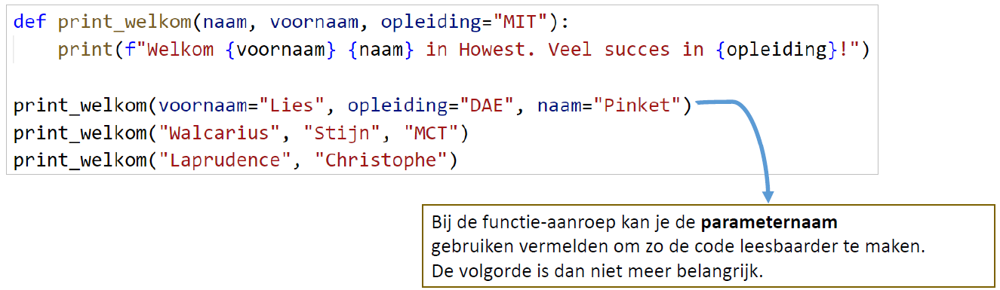 def print_welkom(naam, voornaam, opleiding="MIT"):
    print(f"Welkom {voornaam} {naam} in Howest. Veel succes in {opleiding}!")
print_welkom(voornaam="Lies", opleiding="DAE", naam="Pinket")
print_welkom("Walcarius", "Stijn", "MCT")
print_welkom("Laprudence", "Christophe")
Bij de functie-aanroep kan je de parameternaam
gebruiken vermelden om zo de code leesbaarder te maken.
De volgorde is dan niet meer belangrijk.